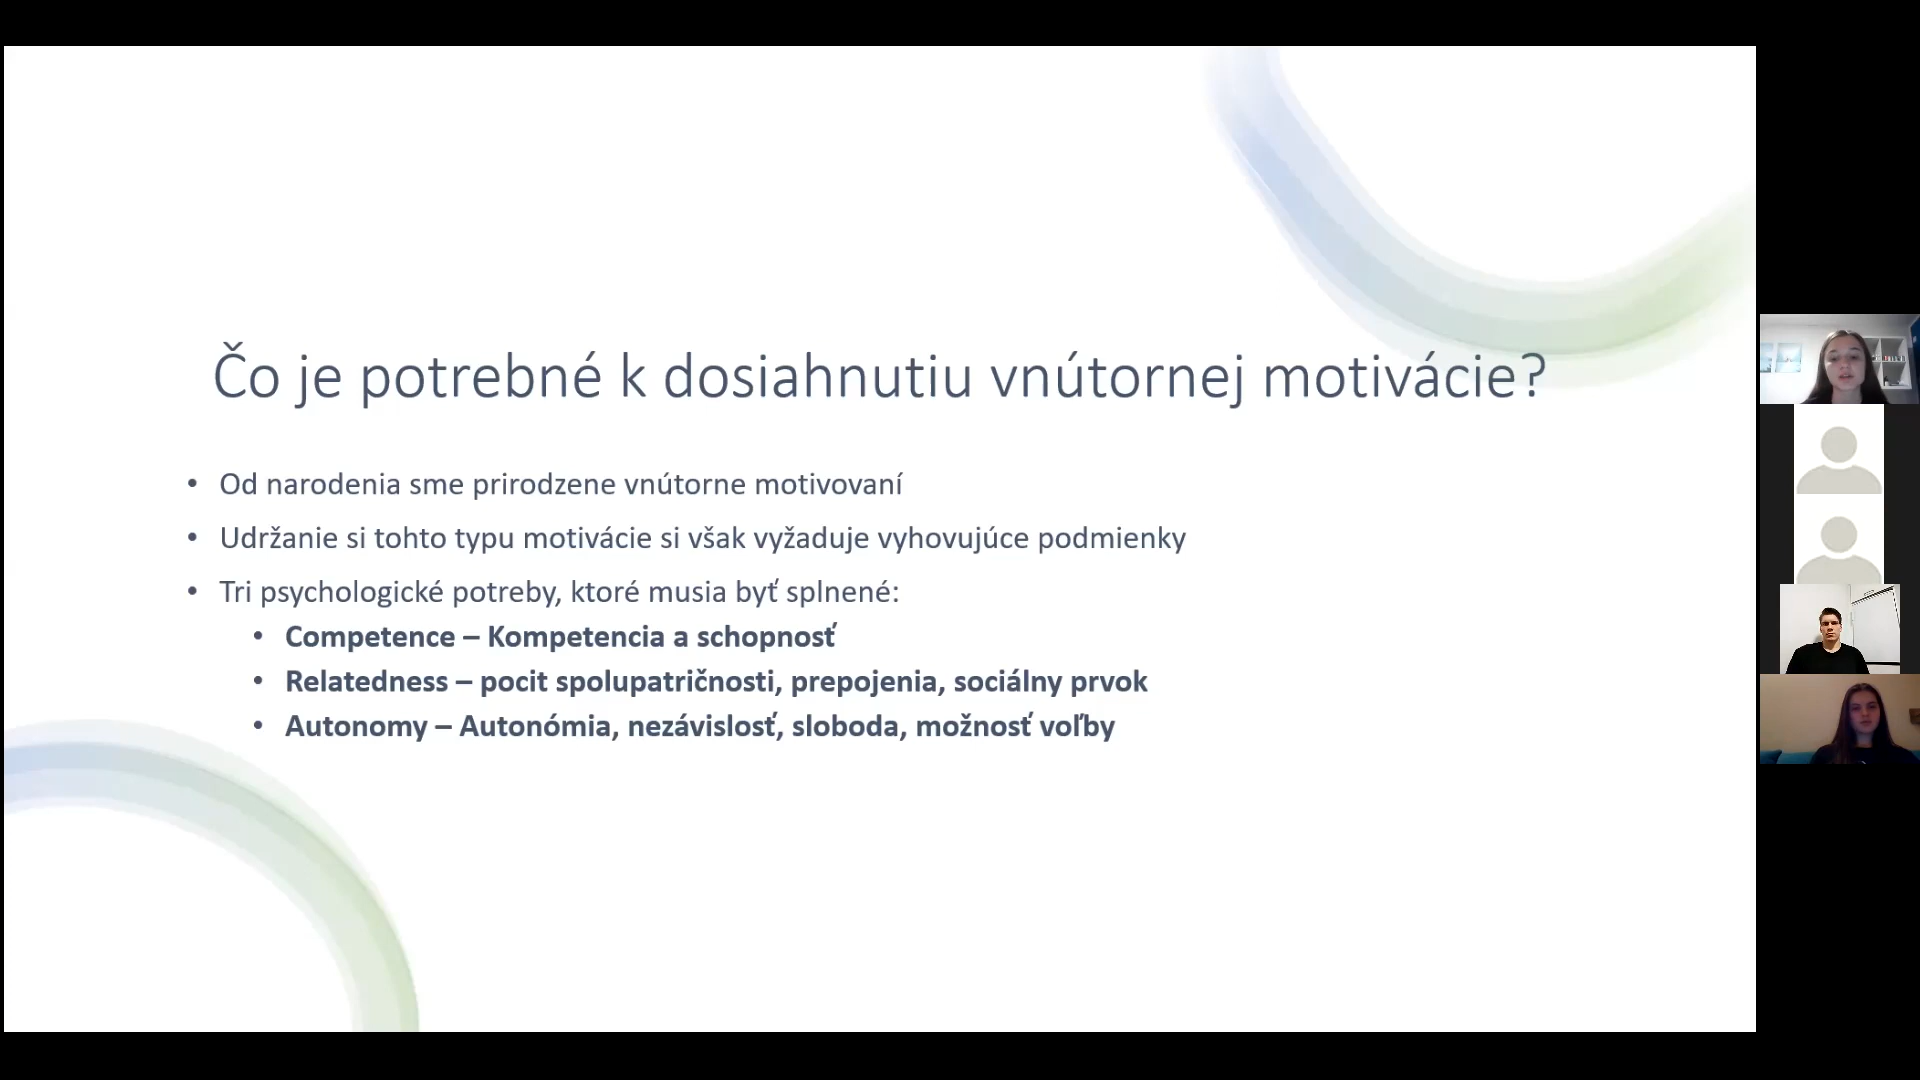 Čo je potrebné k dosiahnutiu vnútornej motivácie?
• Od narodenia sme prirodzene vnútorne motivovaní
• Udržanie si tohto typu motivácie si však vyžaduje vyhovujúce podmienky
• Tri psychologické potreby, ktoré musia byť splnené:
• Competence – Kompetencia a schopnosť
• Relatedness – pocit spolupatričnosti, prepojenia, sociálny prvok
• Autonomy – Autonómia, nezávislosť, sloboda, možnosť voľby